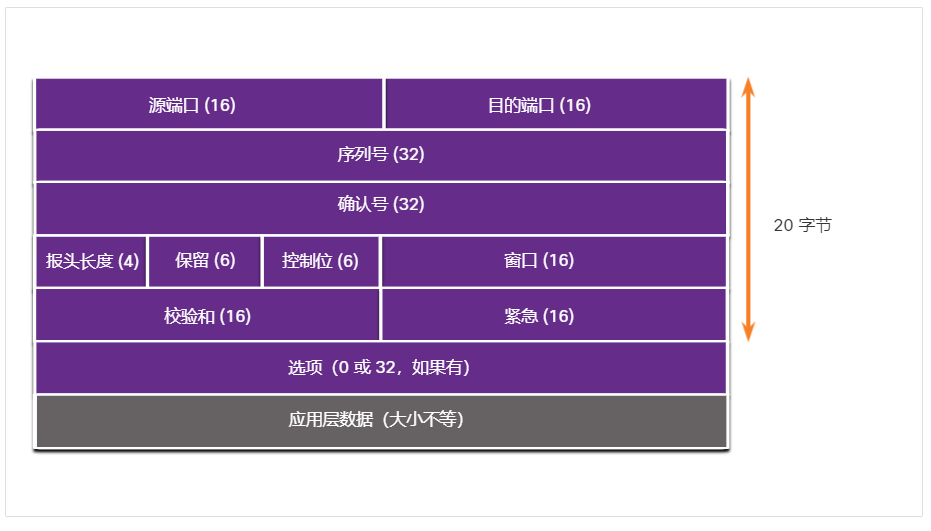 源端口 (16)
目的端口 (16)
序列号 (32)
确认号 (32)
20 字节
报头长度 (4)
保留 (6)
控制位 (6)
窗口 (16)
校验和 (16)
紧急 (16)
选项（0 或 32，如果有）
应用层数据（大小不等）